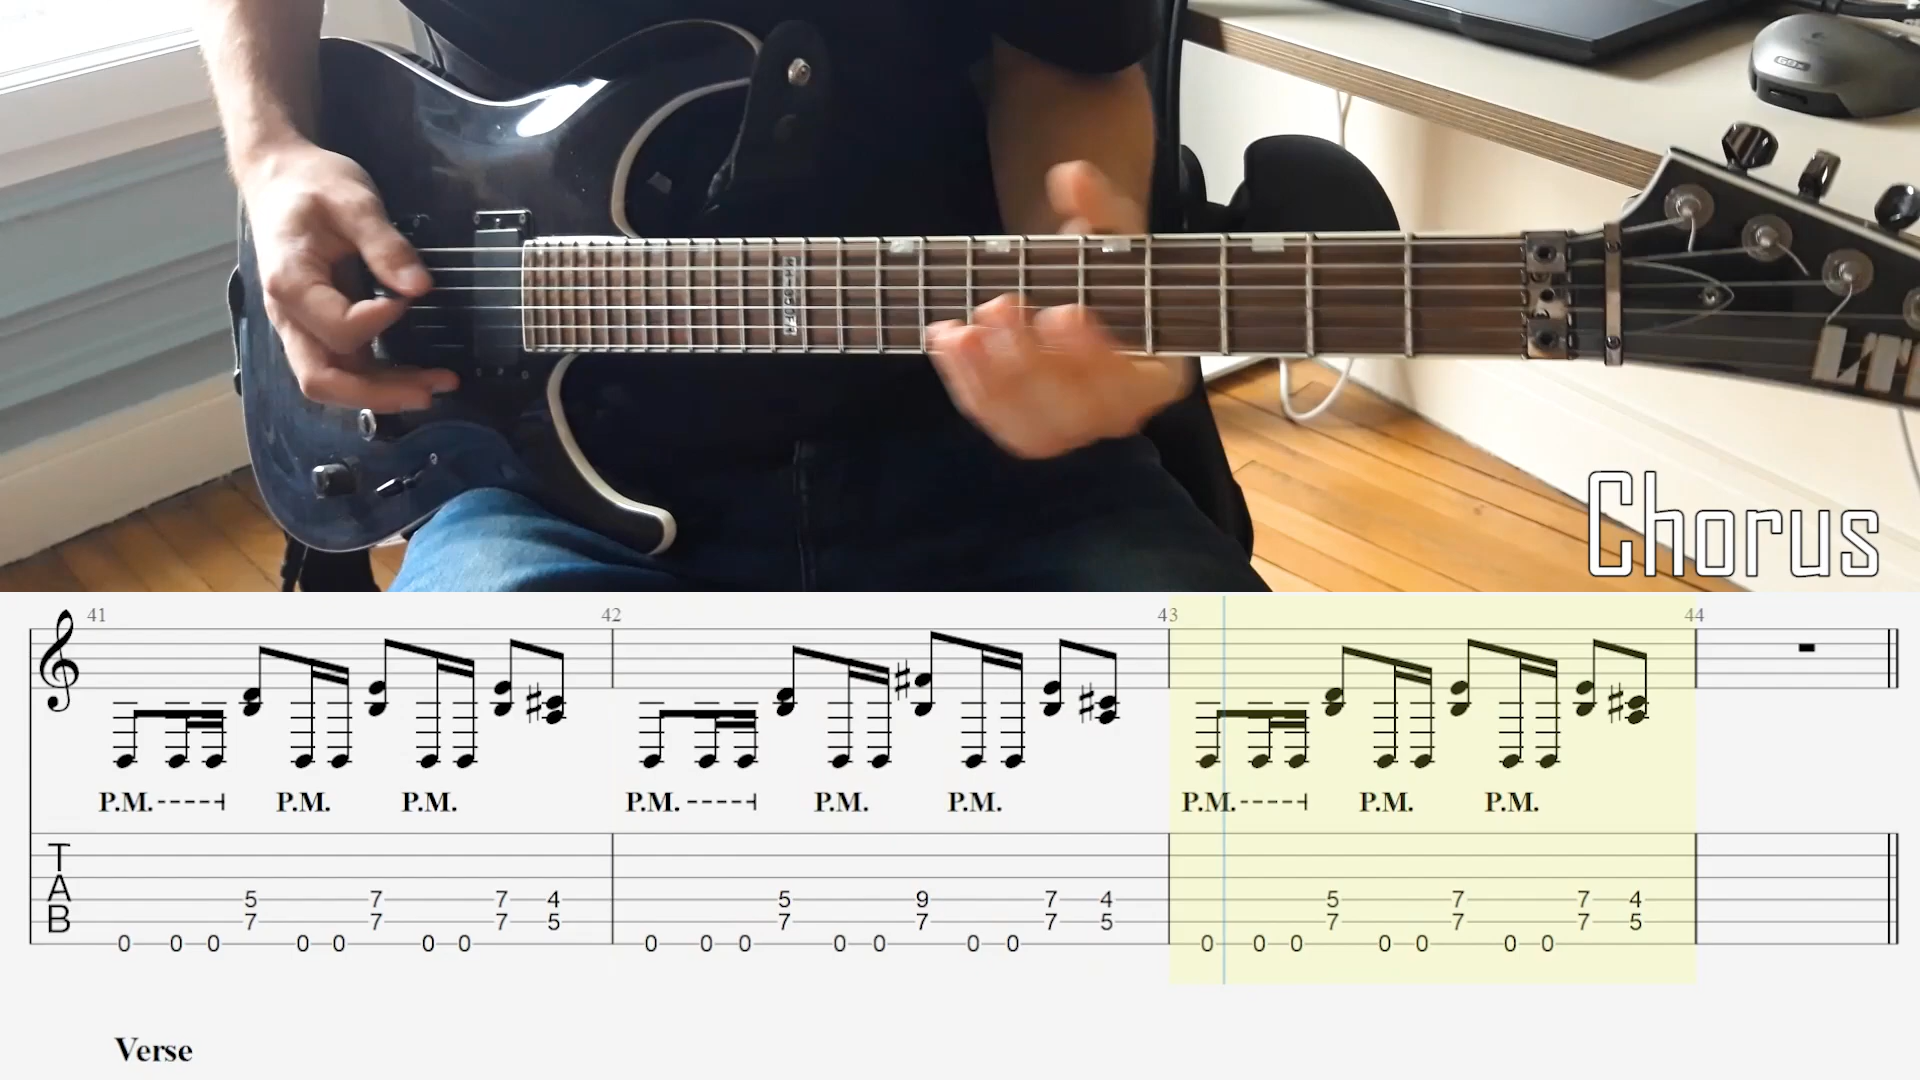 Chorus
41 42 43 44
P.M.-----⊣ P.M. P.M. P.M.-----⊣ P.M. P.M. P.M.-----⊣ P.M. P.M.
T
A 5 7 7 4 5 9 7 4 5 7 7 4
B 7 7 7 5 7 7 7 5 7 7 7 5
0 0 0 0 0 0 0 0 0 0 0 0 0 0 0 0 0 0 0 0 0
Verse